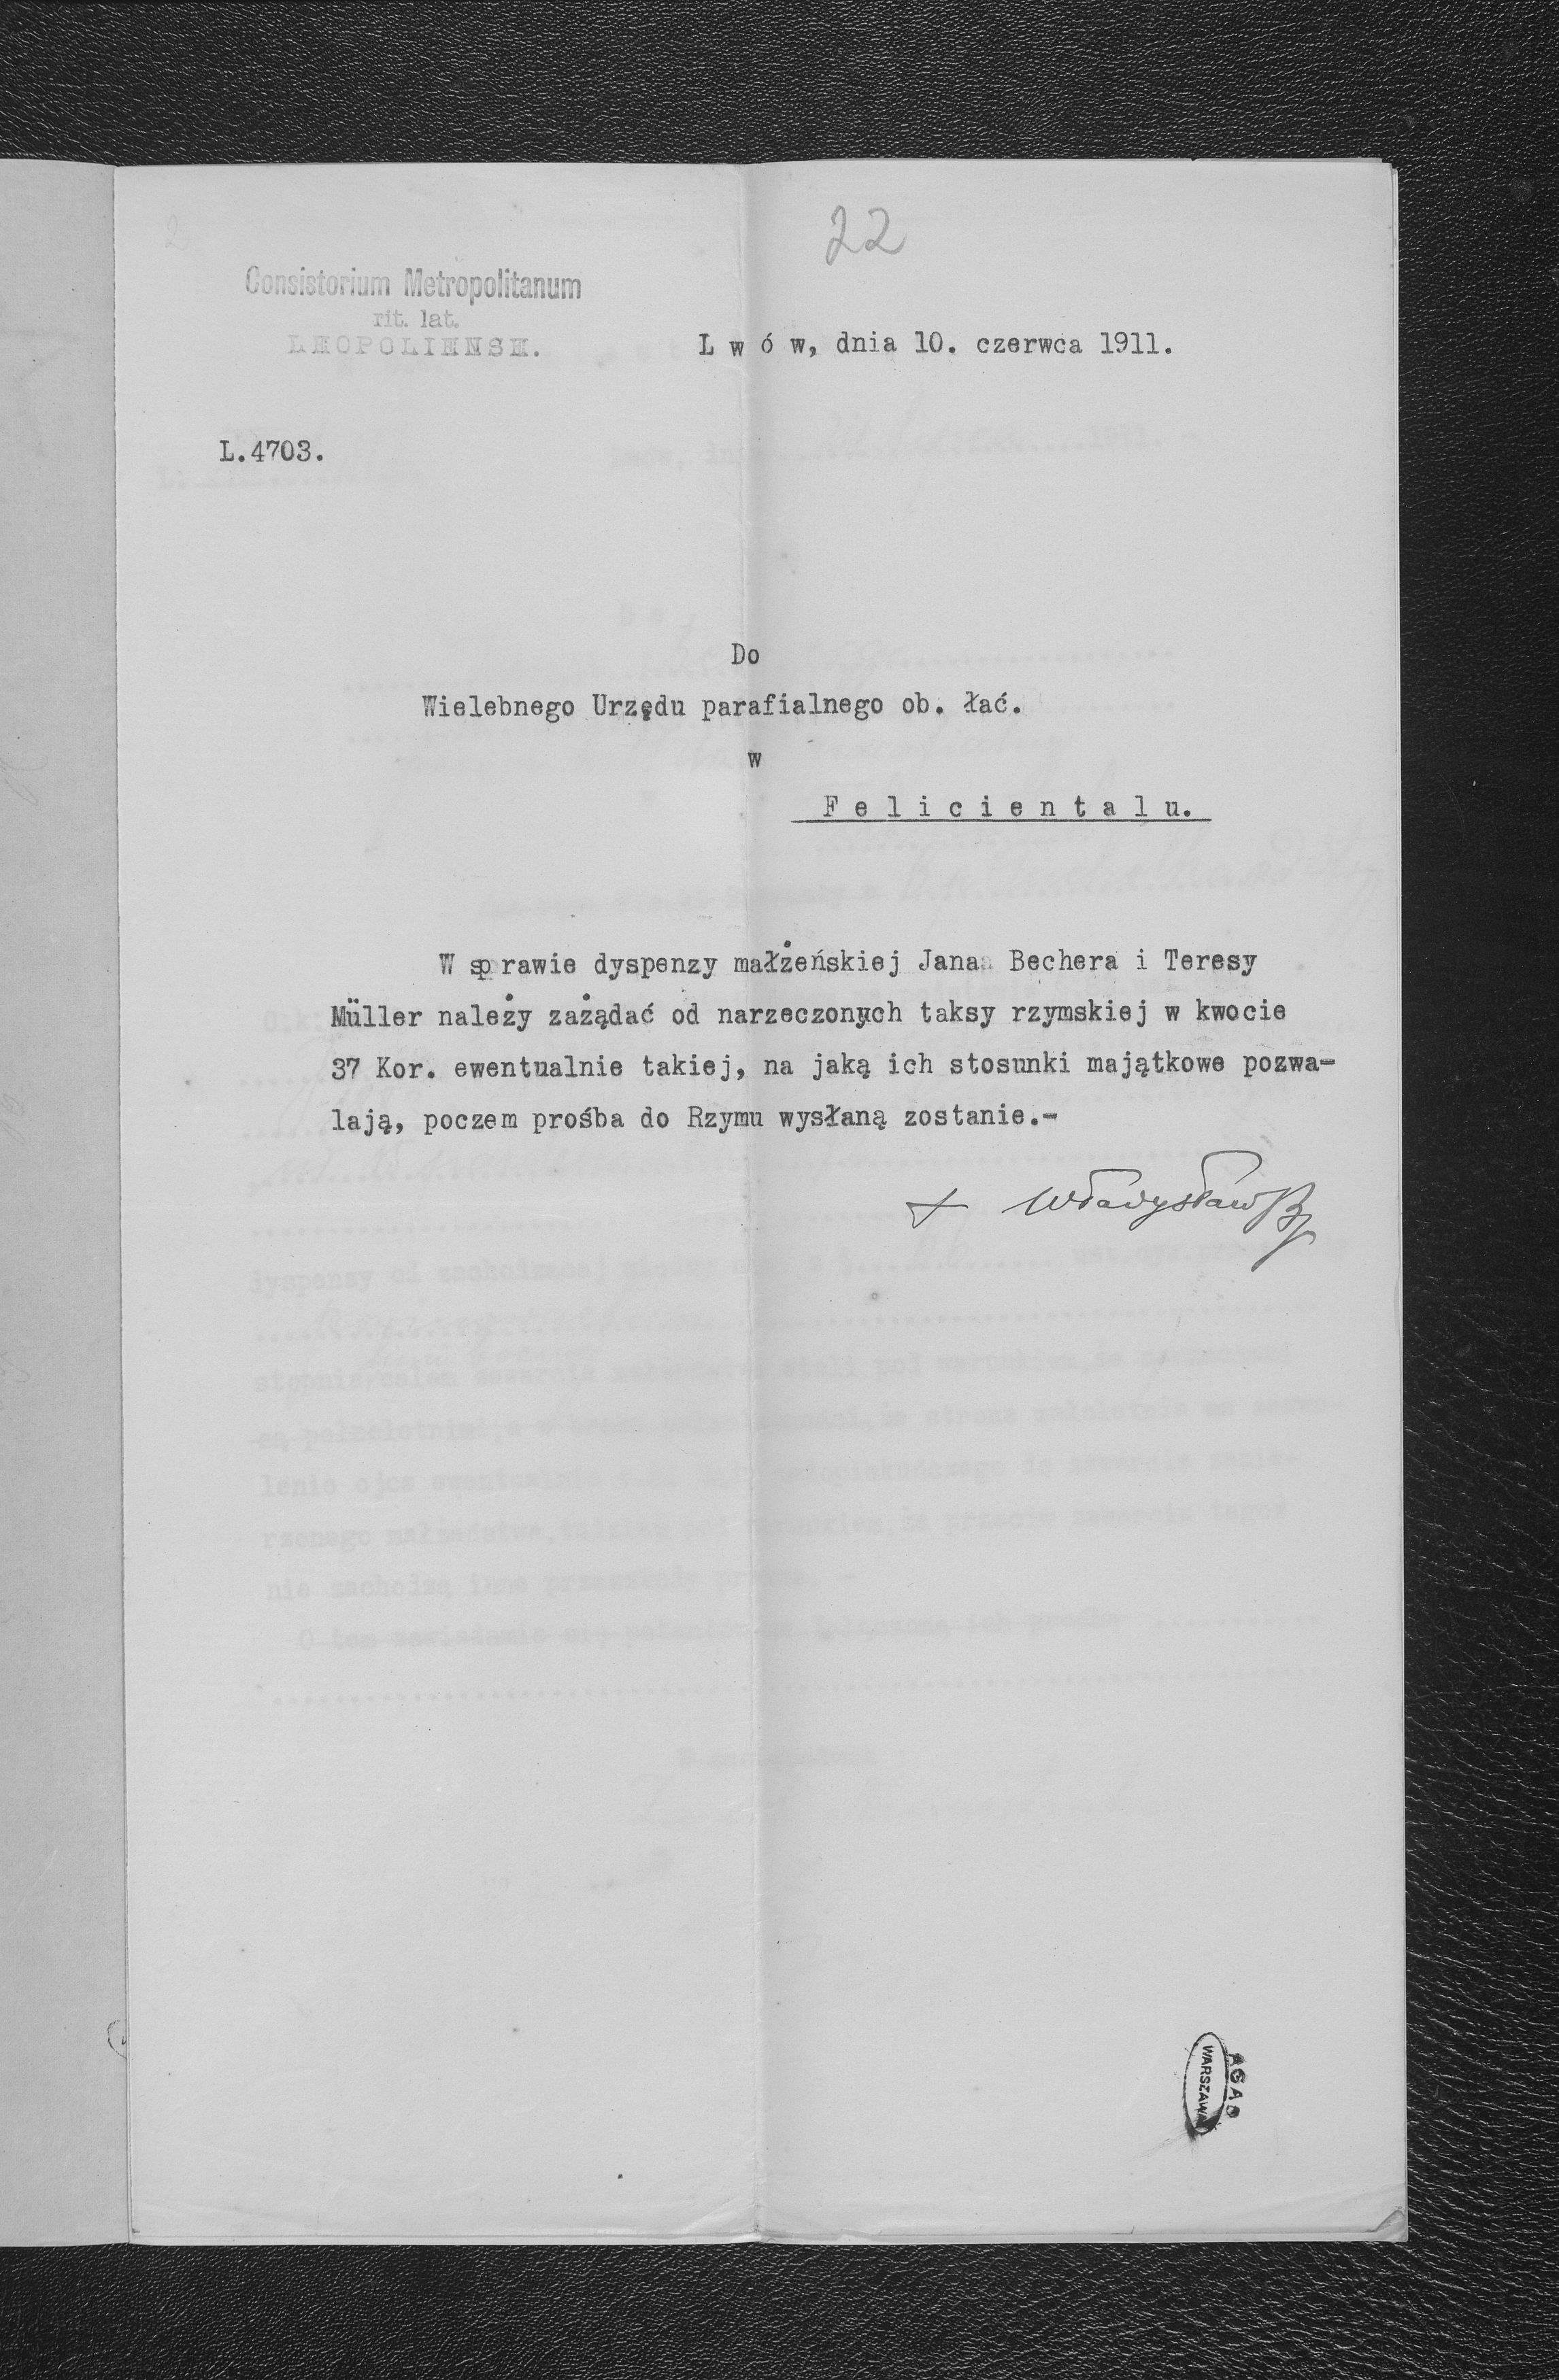 22
Consistorium Metropolitanum
rit. lat.
LEOPOLIENSE.
Lwów, dnia 10. czerwca 1911.
L.4703.
Do
Wielebnego Urzędu parafialnego ob. łać.
w
Felicientalu.
W sprawie dyspenzy małżeńskiej Jana Bechera i Teresy
Müller należy zażądać od narzeczonych taksy rzymskiej w kwocie
37 Kor. ewentualnie takiej, na jaką ich stosunki majątkowe pozwa-
lają, poczem prośba do Rzymu wysłaną zostanie.-
+ Władysław Bp
AGAD
WARSZAWA